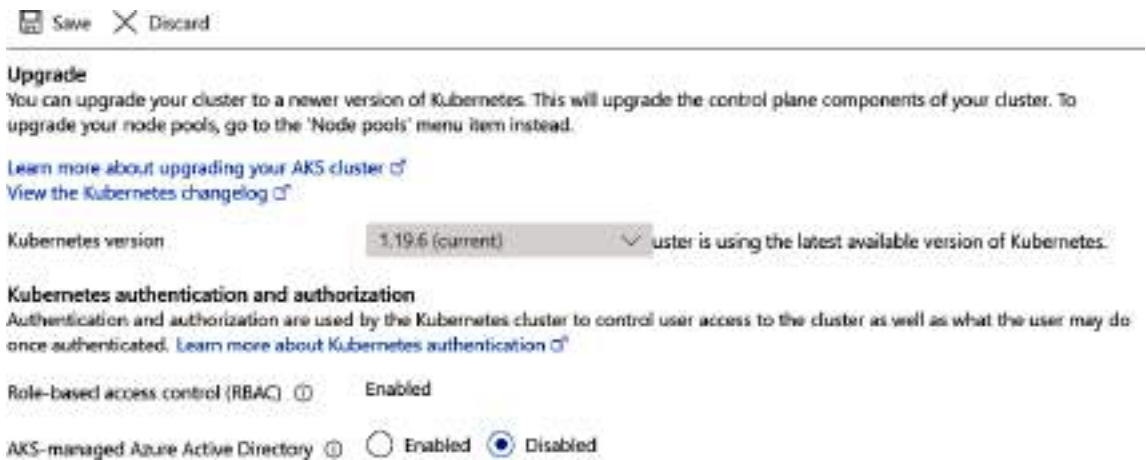 Save Discard
Upgrade
You can upgrade your cluster to a newer version of Kubernetes. This will upgrade the control plane components of your cluster. To
upgrade your node pools, go to the 'Node pools' menu item instead.
Learn more about upgrading your AKS cluster
View the Kubernetes changelog
Kubernetes version 1.19.6 (current) uster is using the latest available version of Kubernetes.
Kubernetes authentication and authorization
Authentication and authorization are used by the Kubernetes cluster to control user access to the cluster as well as what the user may do
once authenticated. Learn more about Kubernetes authentication
Role-based access control (RBAC) Enabled
AKS-managed Azure Active Directory Enabled Disabled